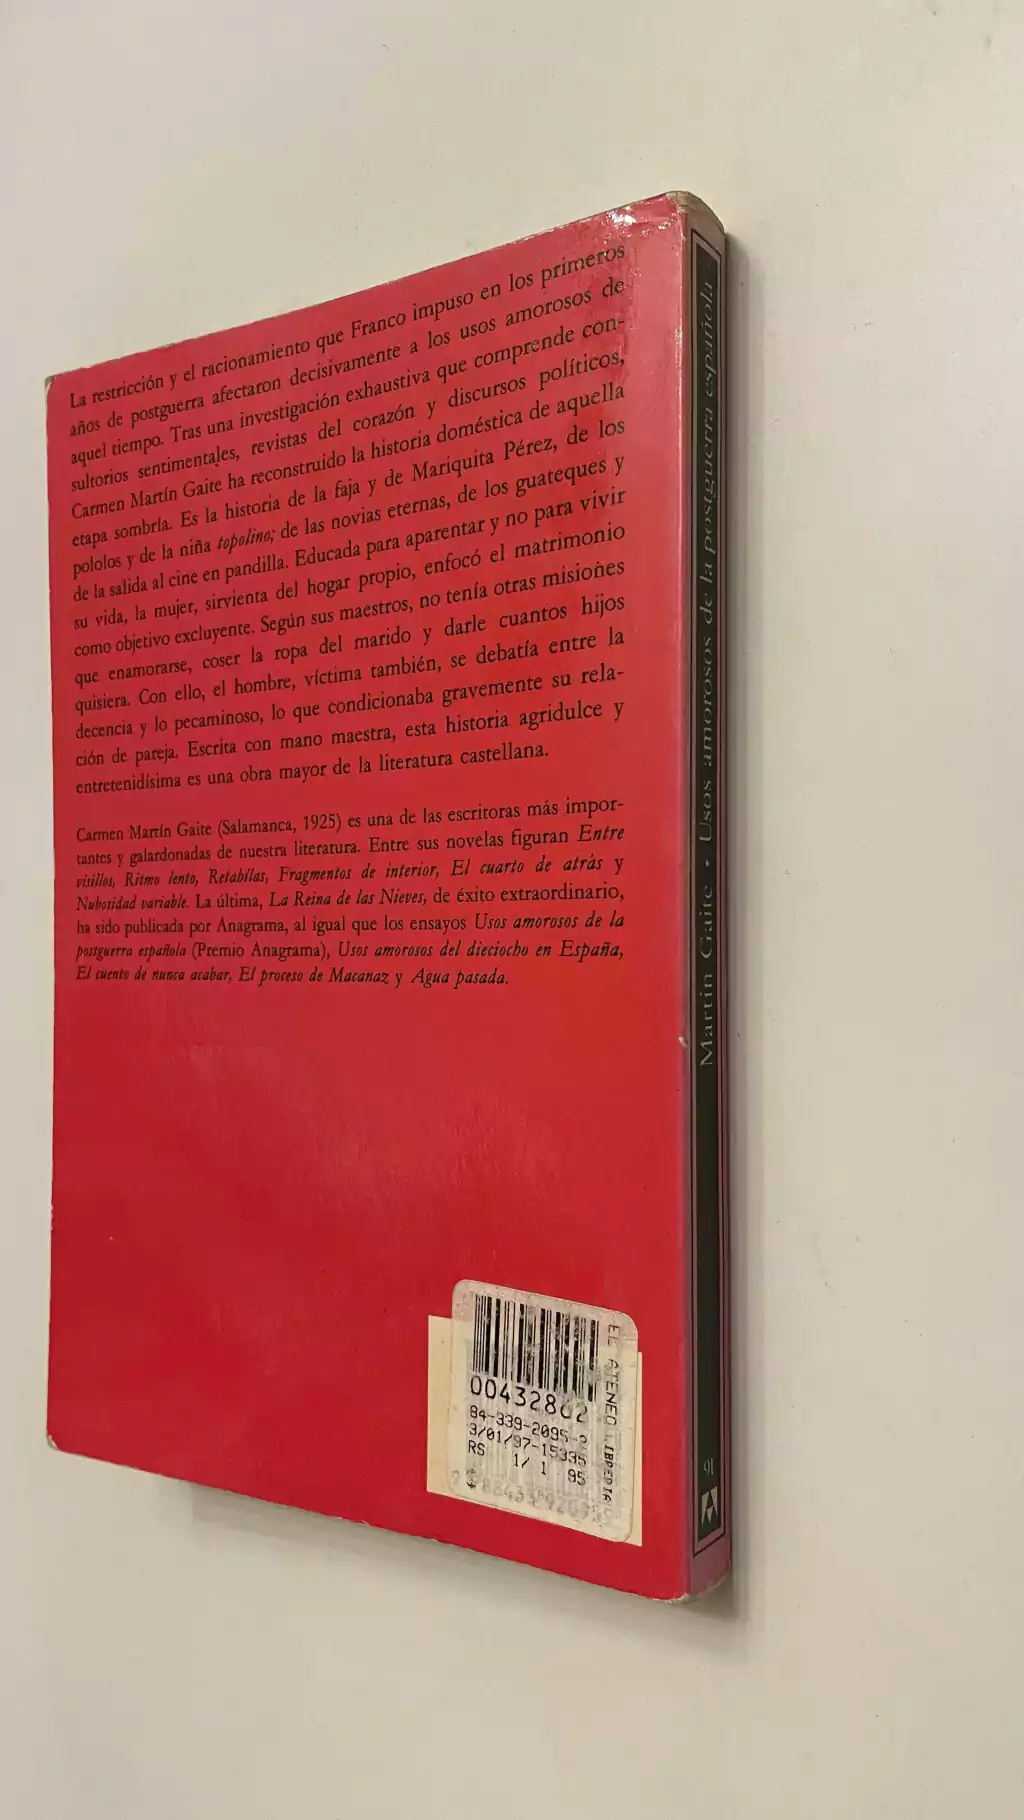 La restricción y el racionamiento que Franco impuso en los primeros
años de postguerra afectaron decisivamente a los usos amorosos de
aquel tiempo. Tras una investigación exhaustiva que comprende con-
sultorios sentimentales, revistas del corazón y discursos políticos,
Carmen Martín Gaite ha reconstruido la historia doméstica de aquella
etapa sombría. Es la historia de la faja y de Mariquita Pérez, de los
pololos y de la niña topolino; de las novias eternas, de los guateques y
de la salida al cine en pandilla. Educada para aparentar y no para vivir
su vida, la mujer, sirvienta del hogar propio, enfocó el matrimonio
como objetivo excluyente. Según sus maestros, no tenía otras misiones
que enamorarse, coser la ropa del marido y darle cuantos hijos
quisiera. Con ello, el hombre, víctima también, se debatía entre la
decencia y lo pecaminoso, lo que condicionaba gravemente su rela-
ción de pareja. Escrita con mano maestra, esta historia agridulce y
entretenidísima es una obra mayor de la literatura castellana.
Carmen Martín Gaite (Salamanca, 1925) es una de las escritoras más impor-
tantes y galardonadas de nuestra literatura. Entre sus novelas figuran Entre
visillos, Ritmo lento, Retahílas, Fragmentos de interior, El cuarto de atrás y
Nubosidad variable. La última, La Reina de las Nieves, de éxito extraordinario,
ha sido publicada por Anagrama, al igual que los ensayos Usos amorosos de la
postguerra española (Premio Anagrama), Usos amorosos del dieciocho en España,
El cuento de nunca acabar, El proceso de Macanaz y Agua pasada.
Martín Gaite • Usos amorosos de la postguerra española
91
EL ATENEO
00432862
3/01/97-15335
RS 1/ 1 95